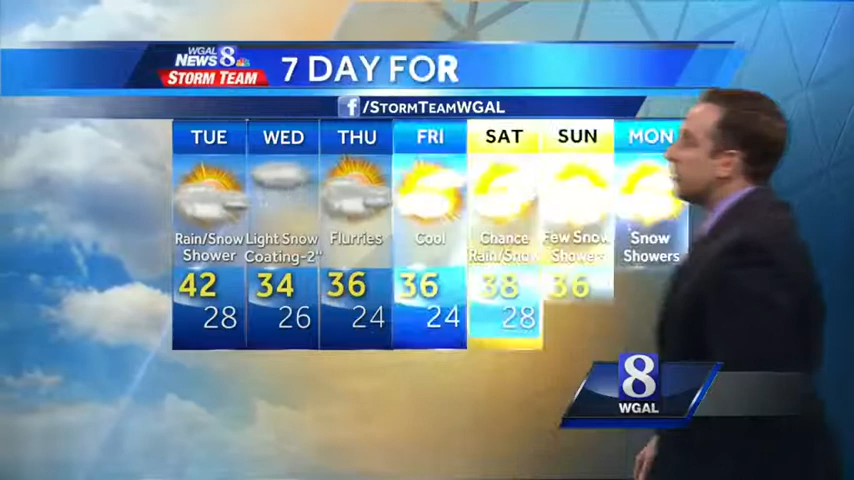 WGAL
NEWS 8
STORM TEAM
7 DAY FOR
f/STORMTEAMWGAL
TUE WED THU FRI SAT SUN MON
Rain/Snow Light Snow Flurries Cool Chance Few Snow Snow
Shower Coating-2" Rain/Snow Showers Showers
42 34 36 36 38 36
28 26 24 24 28
8
WGAL